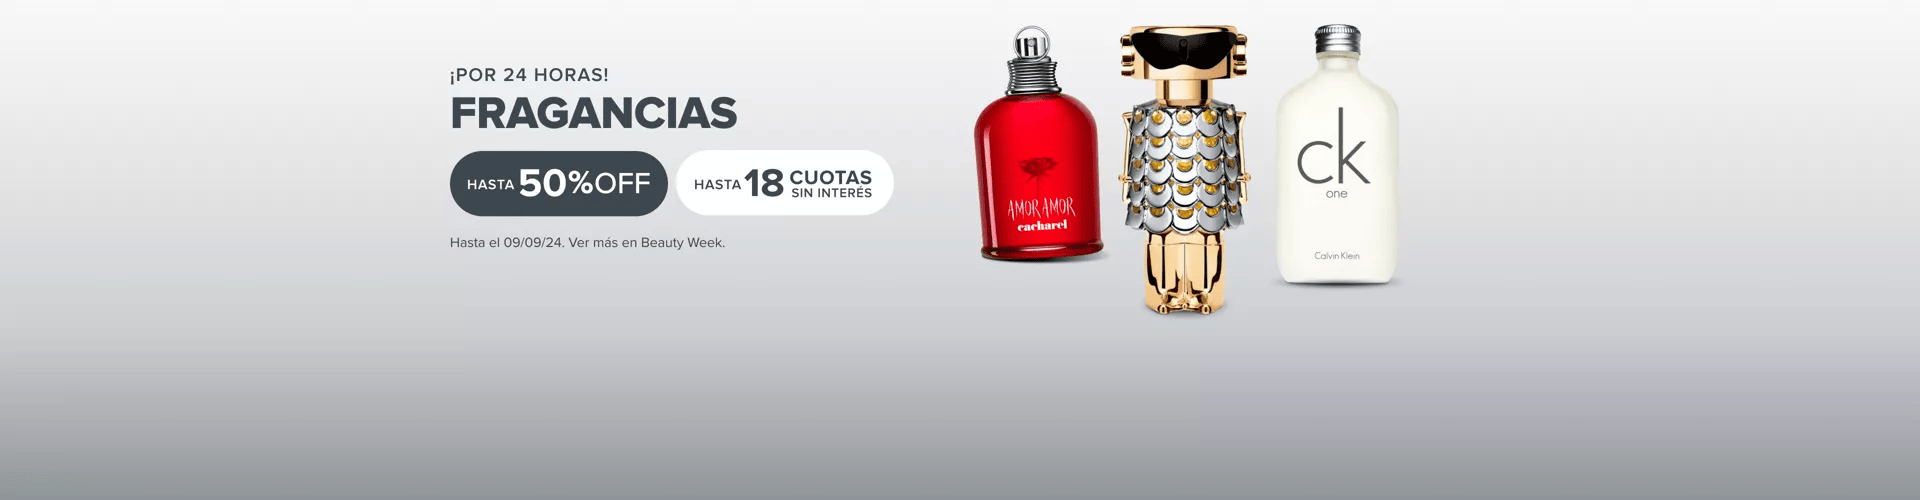 ¡POR 24 HORAS!
FRAGANCIAS
HASTA 50%OFF
HASTA 18 CUOTAS SIN INTERÉS
Hasta el 09/09/24. Ver más en Beauty Week.
AMOR AMOR
cacharel
ck
one
Calvin Klein